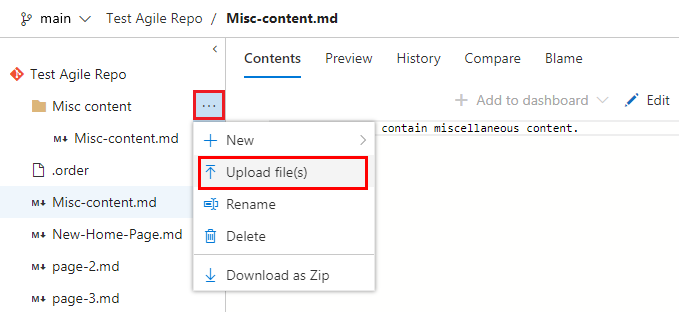 main
Test Agile Repo / Misc-content.md
Test Agile Repo
Misc content
Misc-content.md
.order
Misc-content.md
New-Home-Page.md
page-2.md
page-3.md
Contents Preview History Compare Blame
Add to dashboard Edit
contain miscellaneous content.
New
Upload file(s)
Rename
Delete
Download as Zip